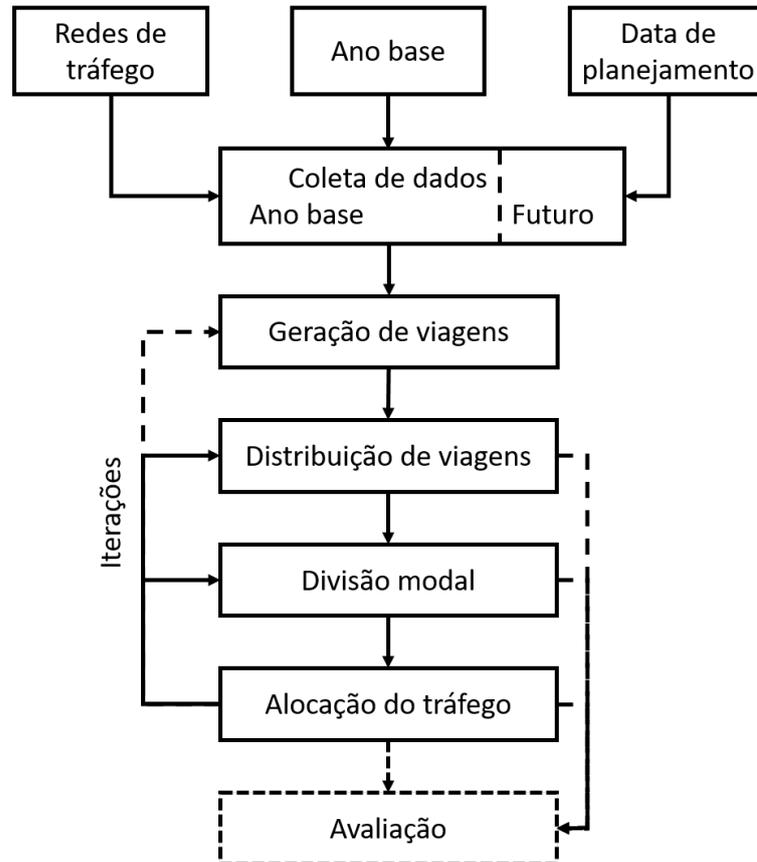 Redes de
tráfego
Ano base
Data de
planejamento
Coleta de dados
Ano base
Futuro
Geração de viagens
Distribuição de viagens
Iterações
Divisão modal
Alocação do tráfego
Avaliação